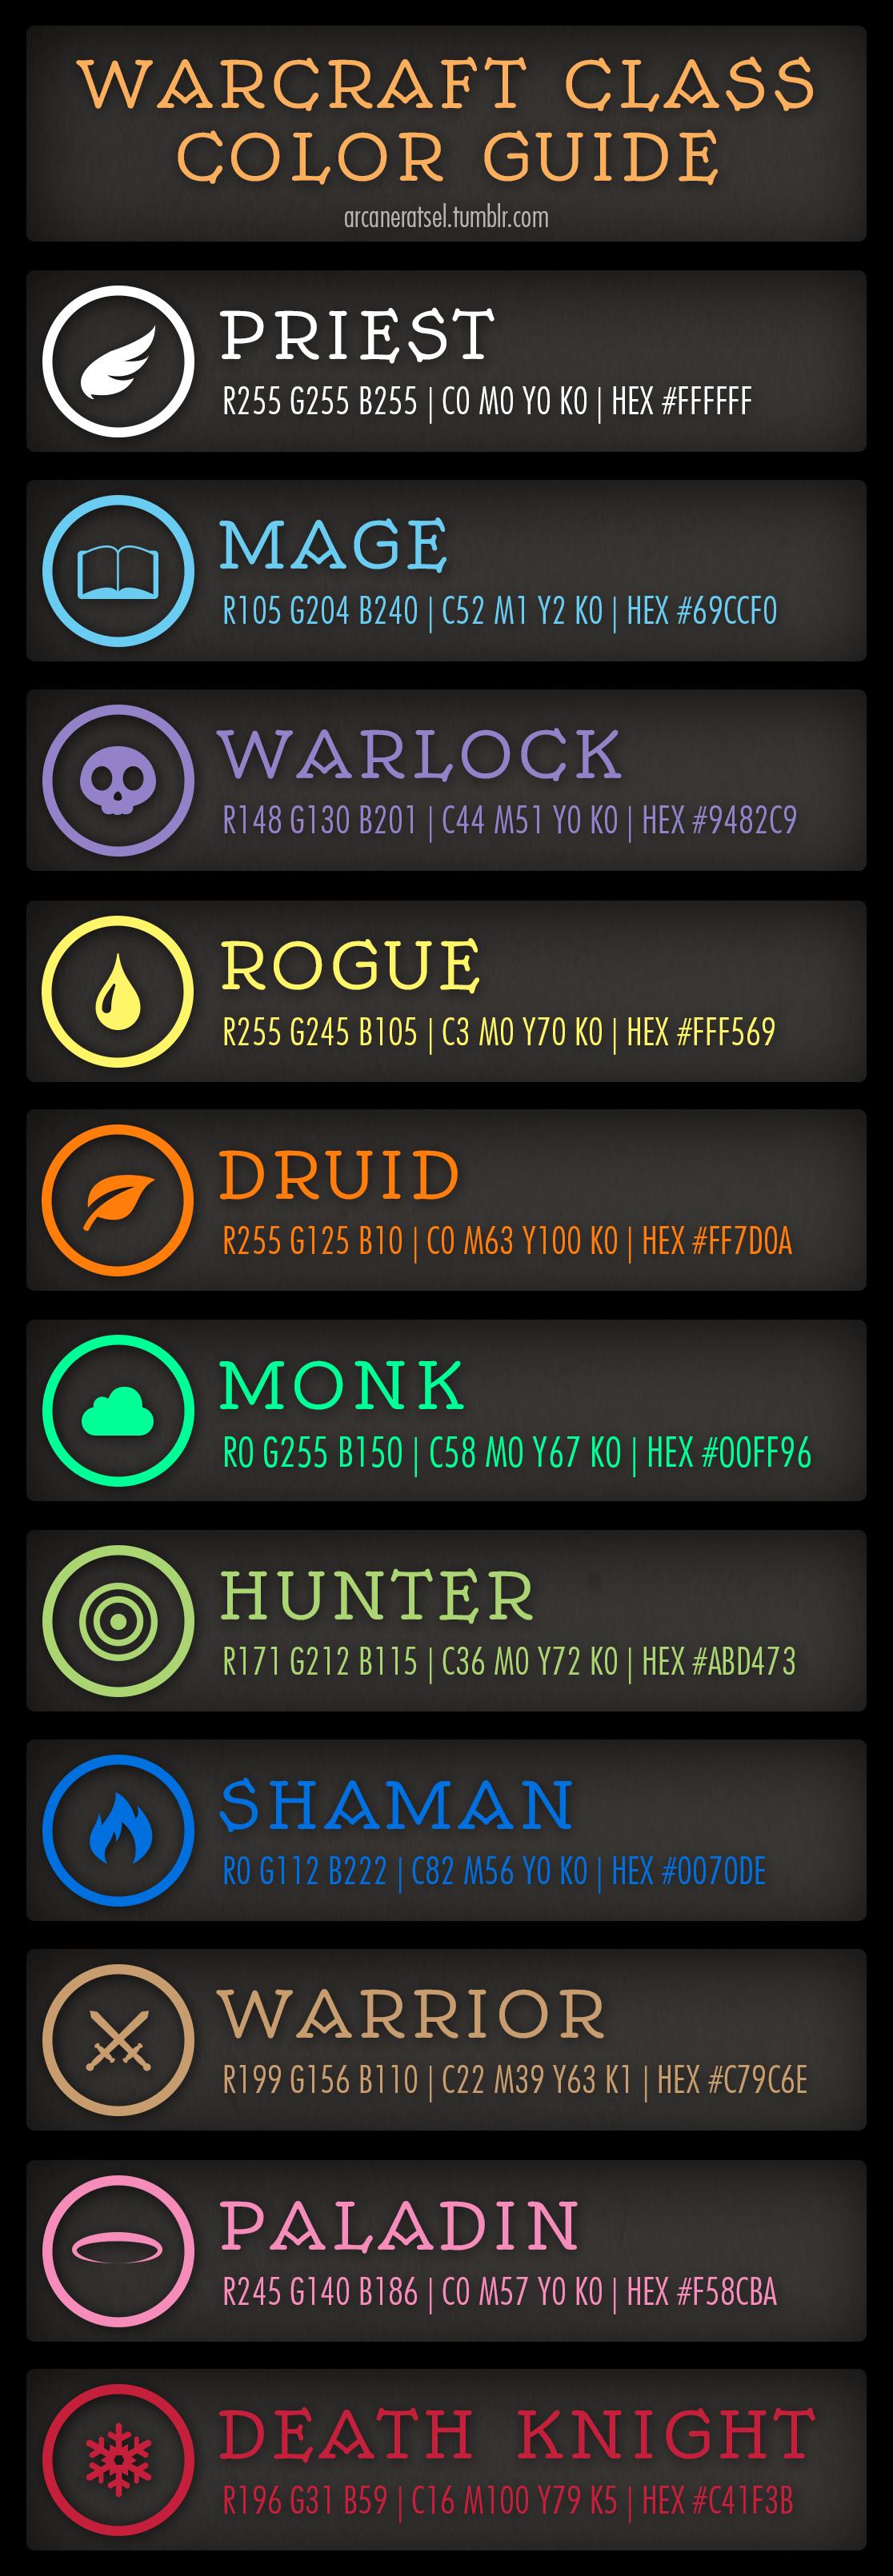 WARCRAFT CLASS
COLOR GUIDE
arcaneratsel.tumblr.com
PRIEST
R255 G255 B255 | C0 M0 Y0 K0 | HEX #FFFFFF
MAGE
R105 G204 B240 | C52 M1 Y2 K0 | HEX #69CCF0
WARLOCK
R148 G130 B201 | C44 M51 Y0 K0 | HEX #9482C9
ROGUE
R255 G245 B105 | C3 M0 Y70 K0 | HEX #FFF569
DRUID
R255 G125 B10 | C0 M63 Y100 K0 | HEX #FF7D0A
MONK
R0 G255 B150 | C58 M0 Y67 K0 | HEX #00FF96
HUNTER
R171 G212 B115 | C36 M0 Y72 K0 | HEX #ABD473
SHAMAN
R0 G112 B222 | C82 M56 Y0 K0 | HEX #0070DE
WARRIOR
R199 G156 B110 | C22 M39 Y63 K1 | HEX #C79C6E
PALADIN
R245 G140 B186 | C0 M57 Y0 K0 | HEX #F58CBA
DEATH KNIGHT
R196 G31 B59 | C16 M100 Y79 K5 | HEX #C41F3B